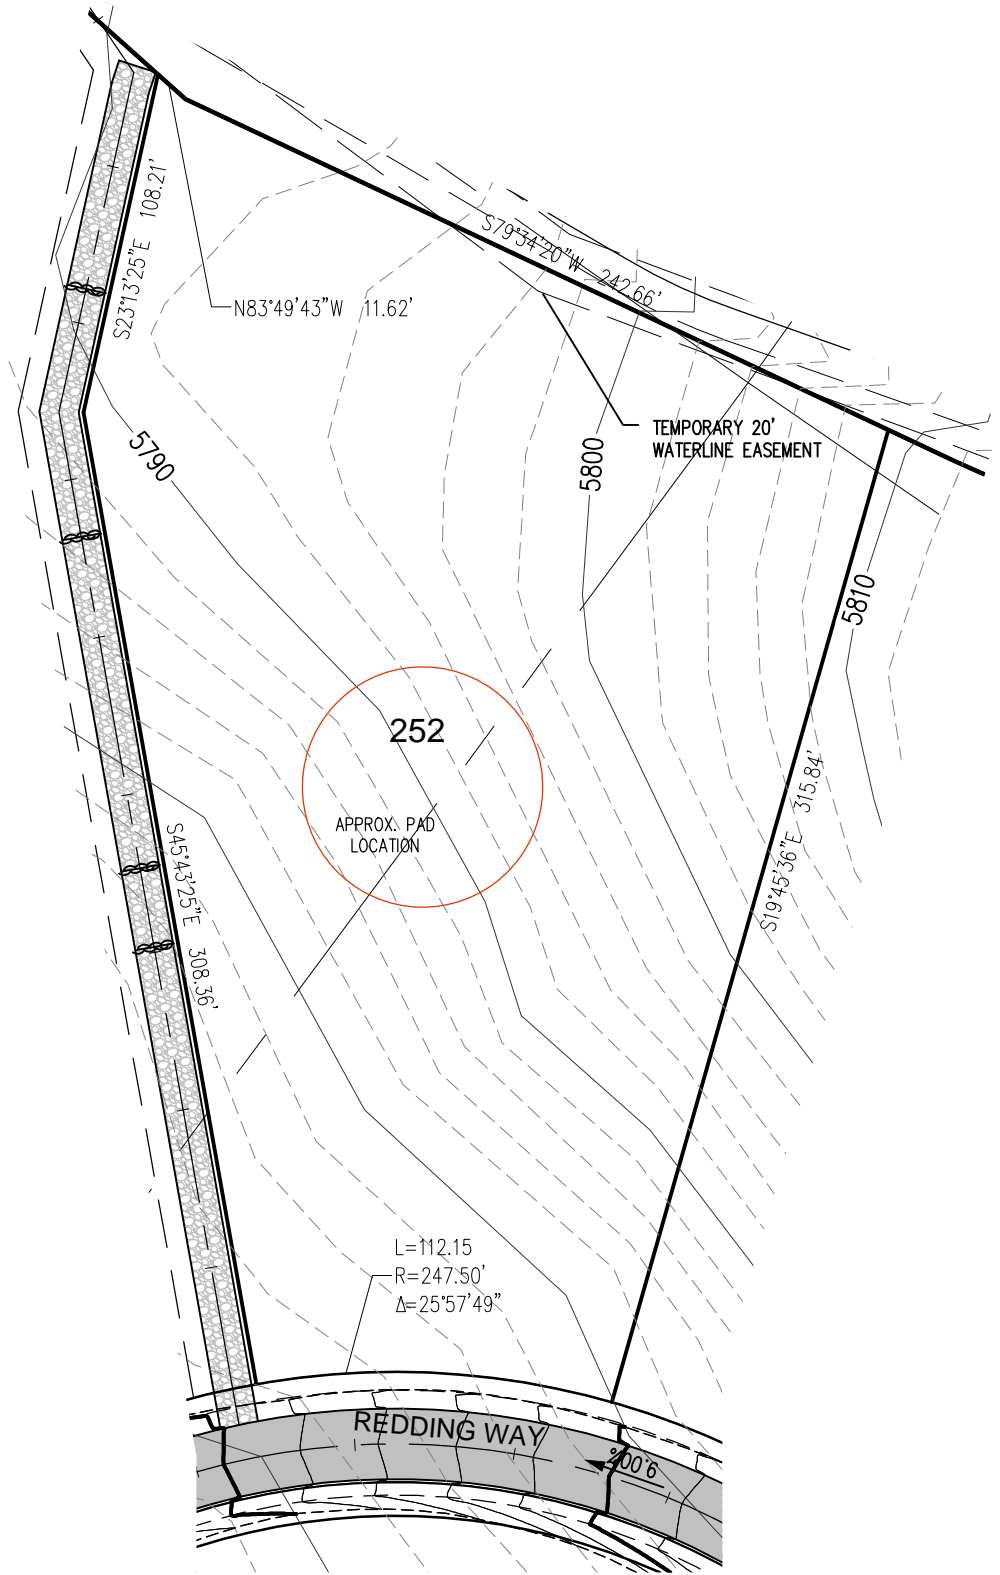 S23°13'25"E 108.21'
S79°34'20"W 242.66'
N83°49'43"W 11.62'
TEMPORARY 20'
WATERLINE EASEMENT
5790
5800
5810
252
APPROX. PAD
LOCATION
S19°45'36"E 315.84'
S45°43'25"E 308.36'
L=112.15
R=247.50'
Δ=25°57'49"
REDDING WAY
9.00%